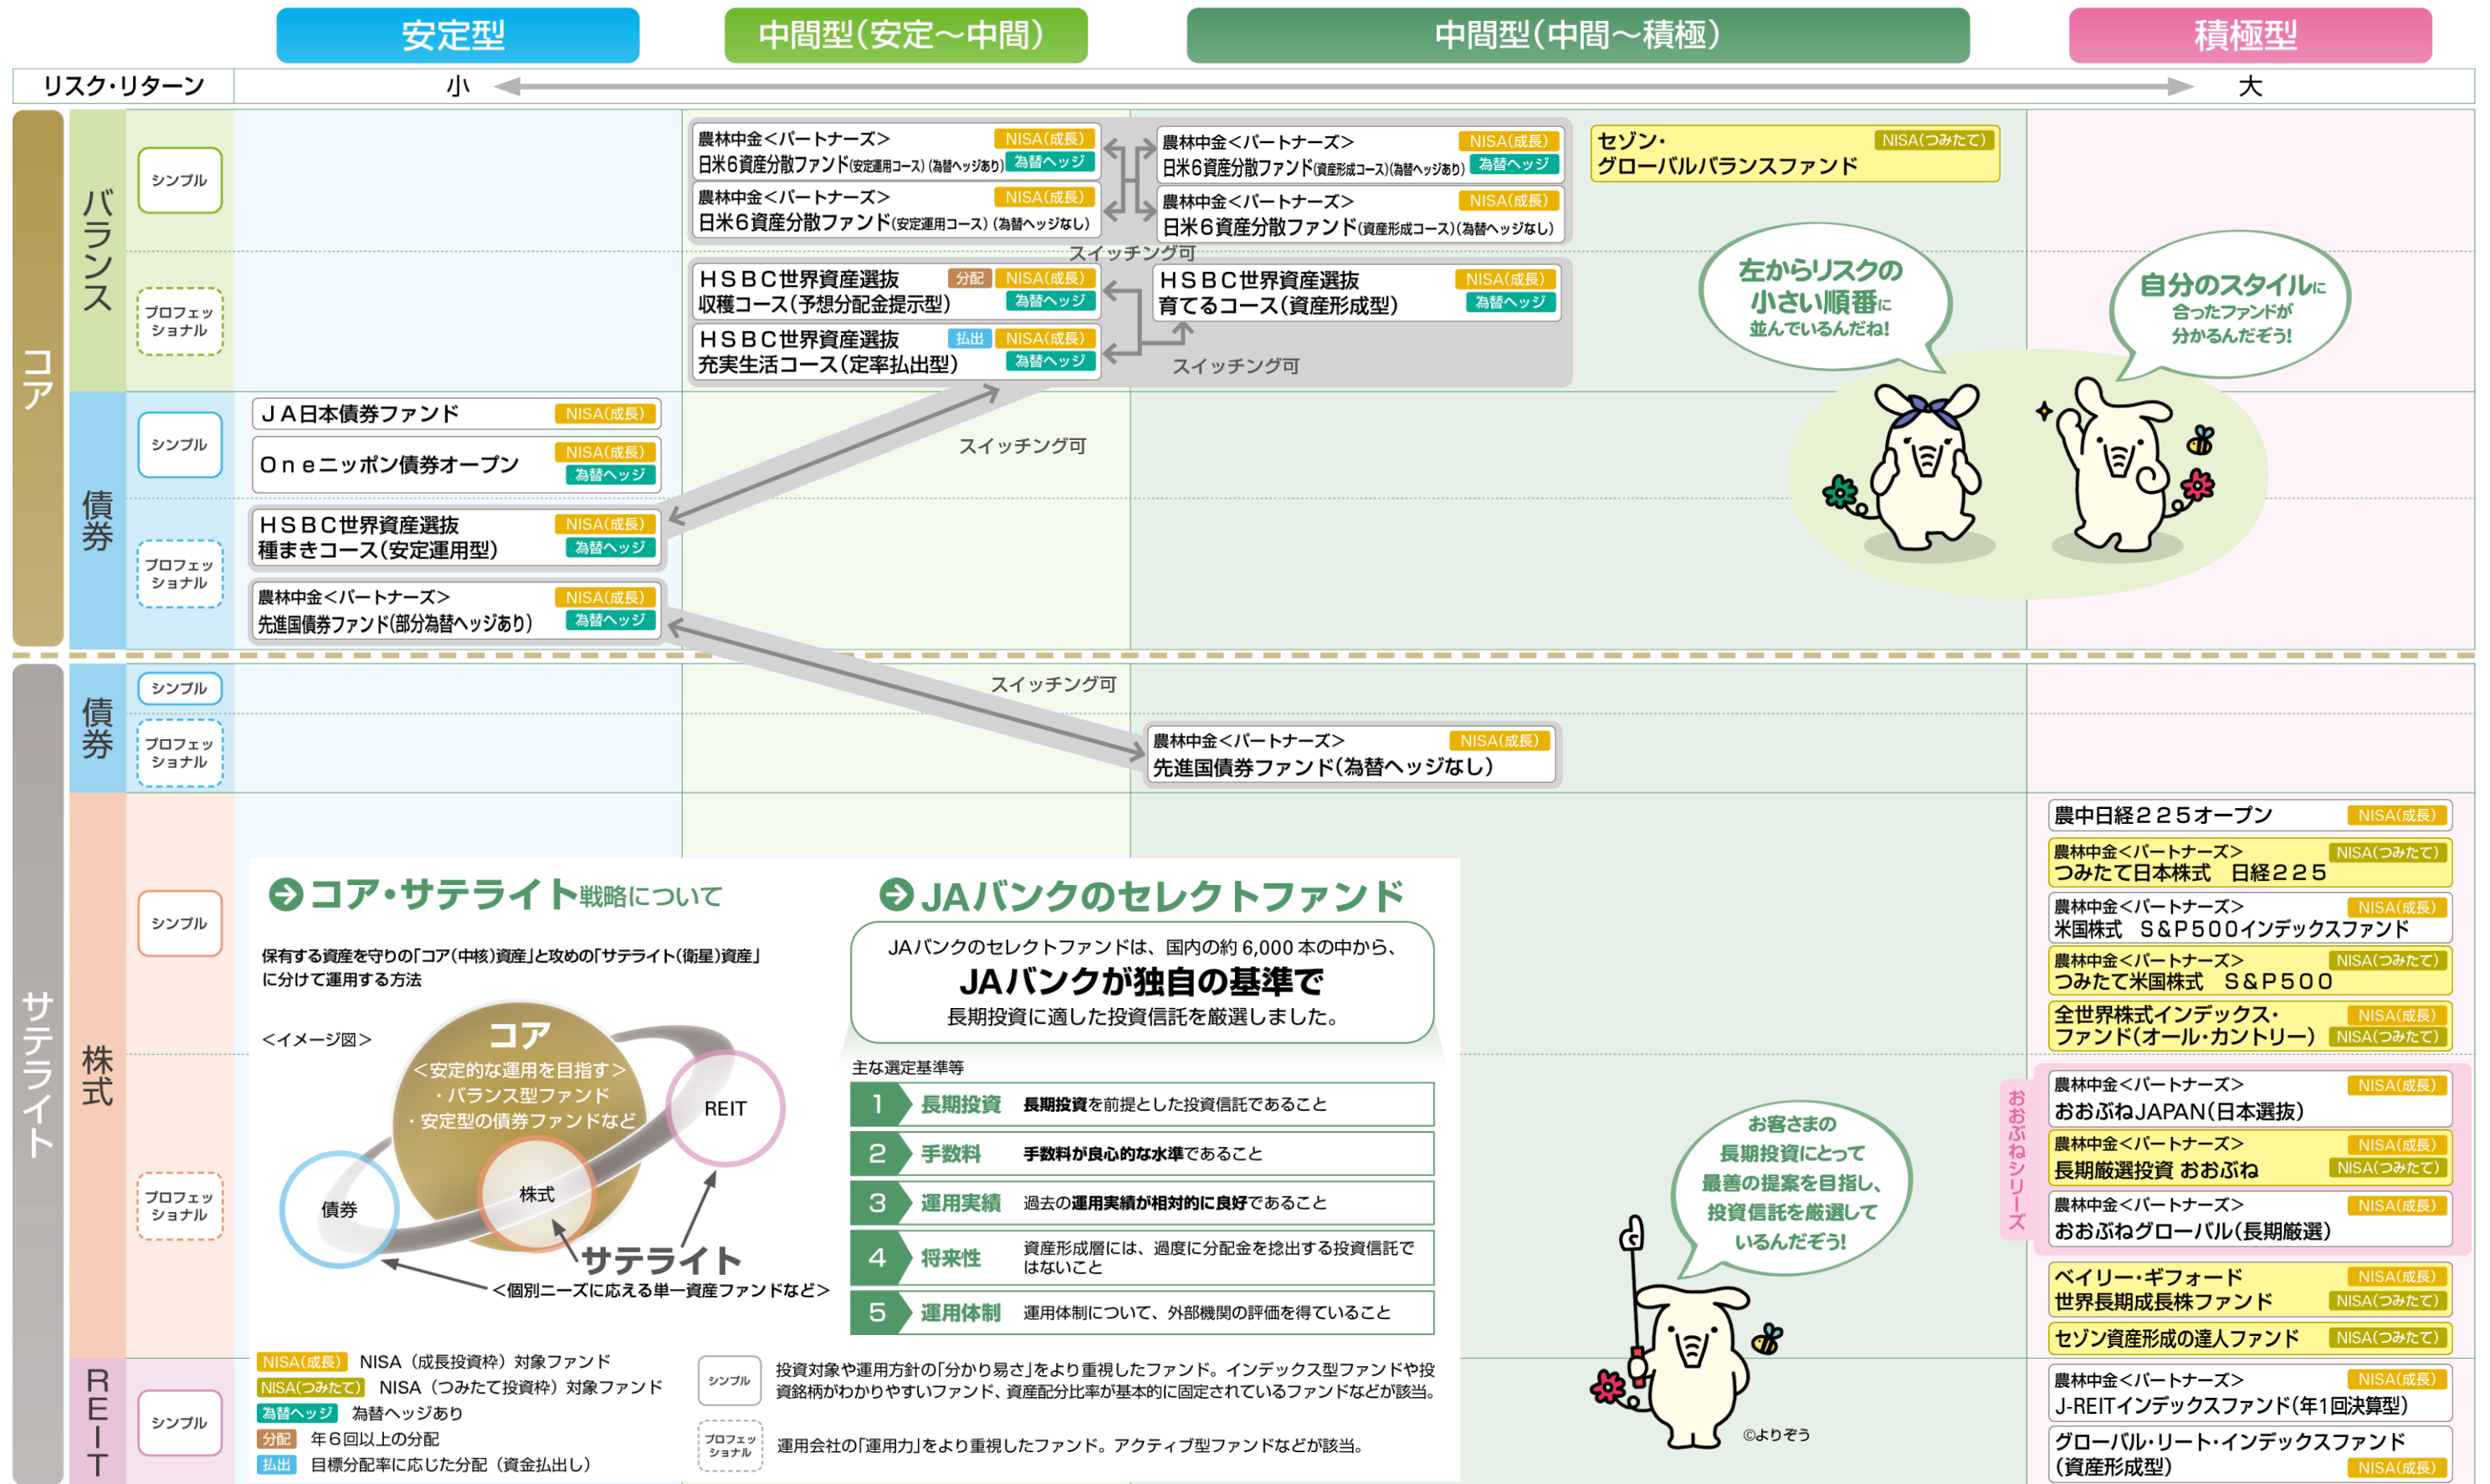 安定型
中間型(安定～中間)
中間型(中間～積極)
積極型
リスク・リターン
小
大
コア
バランス
シンプル
農林中金＜パートナーズ＞
NISA(成長)
日米６資産分散ファンド(安定運用コース)(為替ヘッジあり)
為替ヘッジ
農林中金＜パートナーズ＞
NISA(成長)
日米６資産分散ファンド(安定運用コース)(為替ヘッジなし)
農林中金＜パートナーズ＞
NISA(成長)
日米６資産分散ファンド(資産形成コース)(為替ヘッジあり)
為替ヘッジ
農林中金＜パートナーズ＞
NISA(成長)
日米６資産分散ファンド(資産形成コース)(為替ヘッジなし)
スイッチング可
セゾン・
NISA(つみたて)
グローバルバランスファンド
プロフェッ
ショナル
ＨＳＢＣ世界資産選抜
分配
NISA(成長)
収穫コース(予想分配金提示型)
為替ヘッジ
ＨＳＢＣ世界資産選抜
払出
NISA(成長)
充実生活コース(定率払出型)
為替ヘッジ
ＨＳＢＣ世界資産選抜
NISA(成長)
育てるコース(資産形成型)
為替ヘッジ
スイッチング可
左からリスクの
小さい順番に
並んでいるんだね!
自分のスタイルに
合ったファンドが
分かるんだぞう!
債券
シンプル
ＪＡ日本債券ファンド
NISA(成長)
Ｏｎｅニッポン債券オープン
NISA(成長)
為替ヘッジ
スイッチング可
プロフェッ
ショナル
ＨＳＢＣ世界資産選抜
NISA(成長)
種まきコース(安定運用型)
為替ヘッジ
農林中金＜パートナーズ＞
NISA(成長)
先進国債券ファンド(部分為替ヘッジあり)
為替ヘッジ
サテライト
債券
シンプル
スイッチング可
プロフェッ
ショナル
農林中金＜パートナーズ＞
NISA(成長)
先進国債券ファンド(為替ヘッジなし)
株式
シンプル
農中日経２２５オープン
NISA(成長)
農林中金＜パートナーズ＞
NISA(つみたて)
つみたて日本株式　日経２２５
農林中金＜パートナーズ＞
NISA(成長)
米国株式　Ｓ＆Ｐ５００インデックスファンド
農林中金＜パートナーズ＞
NISA(つみたて)
つみたて米国株式　Ｓ＆Ｐ５００
全世界株式インデックス・
NISA(成長)
ファンド(オール・カントリー)
NISA(つみたて)
プロフェッ
ショナル
おおぶねシリーズ
農林中金＜パートナーズ＞
NISA(成長)
おおぶねJAPAN(日本選抜)
農林中金＜パートナーズ＞
NISA(成長)
長期厳選投資 おおぶね
NISA(つみたて)
農林中金＜パートナーズ＞
NISA(成長)
おおぶねグローバル(長期厳選)
ベイリー・ギフォード
NISA(成長)
世界長期成長株ファンド
NISA(つみたて)
セゾン資産形成の達人ファンド
NISA(つみたて)
REIT
シンプル
農林中金＜パートナーズ＞
NISA(成長)
J-REITインデックスファンド(年1回決算型)
グローバル・リート・インデックスファンド
(資産形成型)
NISA(成長)
コア・サテライト戦略について
保有する資産を守りの｢コア(中核)資産｣と攻めの｢サテライト(衛星)資産｣
に分けて運用する方法
＜イメージ図＞
コア
＜安定的な運用を目指す＞
・バランス型ファンド
・安定型の債券ファンドなど
REIT
株式
債券
サテライト
＜個別ニーズに応える単一資産ファンドなど＞
JAバンクのセレクトファンド
JAバンクのセレクトファンドは、国内の約 6,000 本の中から、
JAバンクが独自の基準で
長期投資に適した投資信託を厳選しました。
主な選定基準等
1 長期投資 長期投資を前提とした投資信託であること
2 手数料 手数料が良心的な水準であること
3 運用実績 過去の運用実績が相対的に良好であること
4 将来性 資産形成層には、過度に分配金を捻出する投資信託で
はないこと
5 運用体制 運用体制について、外部機関の評価を得ていること
お客さまの
長期投資にとって
最善の提案を目指し、
投資信託を厳選して
いるんだぞう!
©よりぞう
NISA(成長) NISA（成長投資枠）対象ファンド
NISA(つみたて) NISA（つみたて投資枠）対象ファンド
為替ヘッジ 為替ヘッジあり
分配 年６回以上の分配
払出 目標分配率に応じた分配（資金払出し）
シンプル
投資対象や運用方針の｢分かり易さ｣をより重視したファンド。インデックス型ファンドや投
資銘柄がわかりやすいファンド、資産配分比率が基本的に固定されているファンドなどが該当。
プロフェッ
ショナル
運用会社の｢運用力｣をより重視したファンド。アクティブ型ファンドなどが該当。